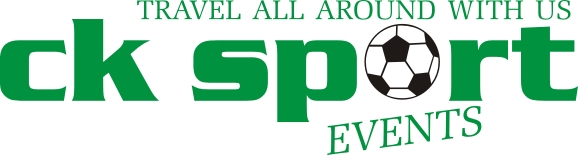 TRAVEL ALL AROUND WITH US
ck sport
EVENTS